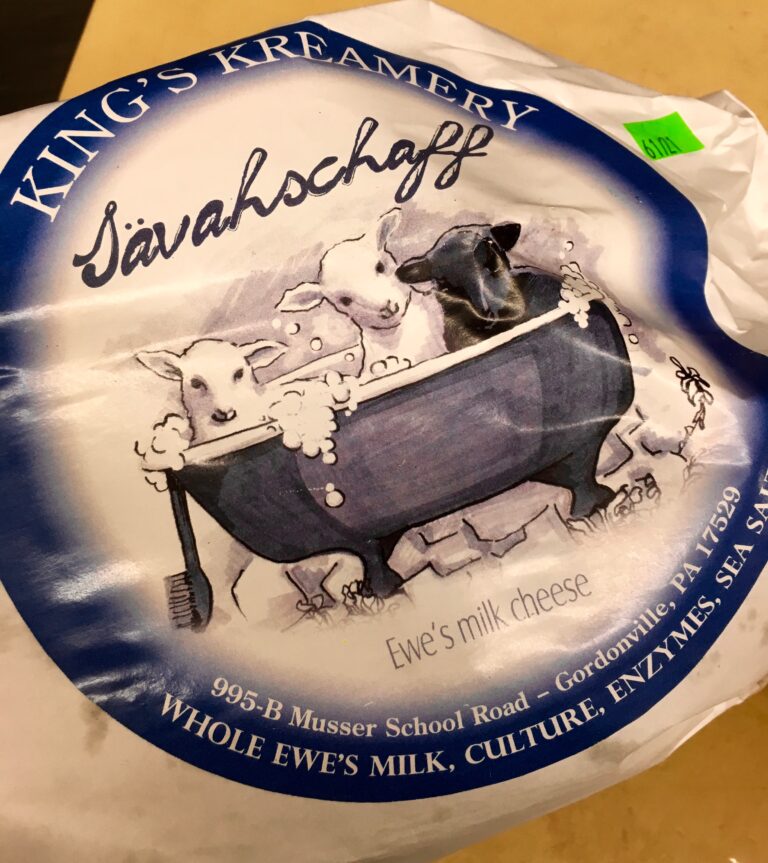 KING'S KREAMERY
Sävahschaff
Ewe's milk cheese
995-B Musser School Road – Gordonville, PA 17529
WHOLE EWE'S MILK, CULTURE, ENZYMES, SEA SALT